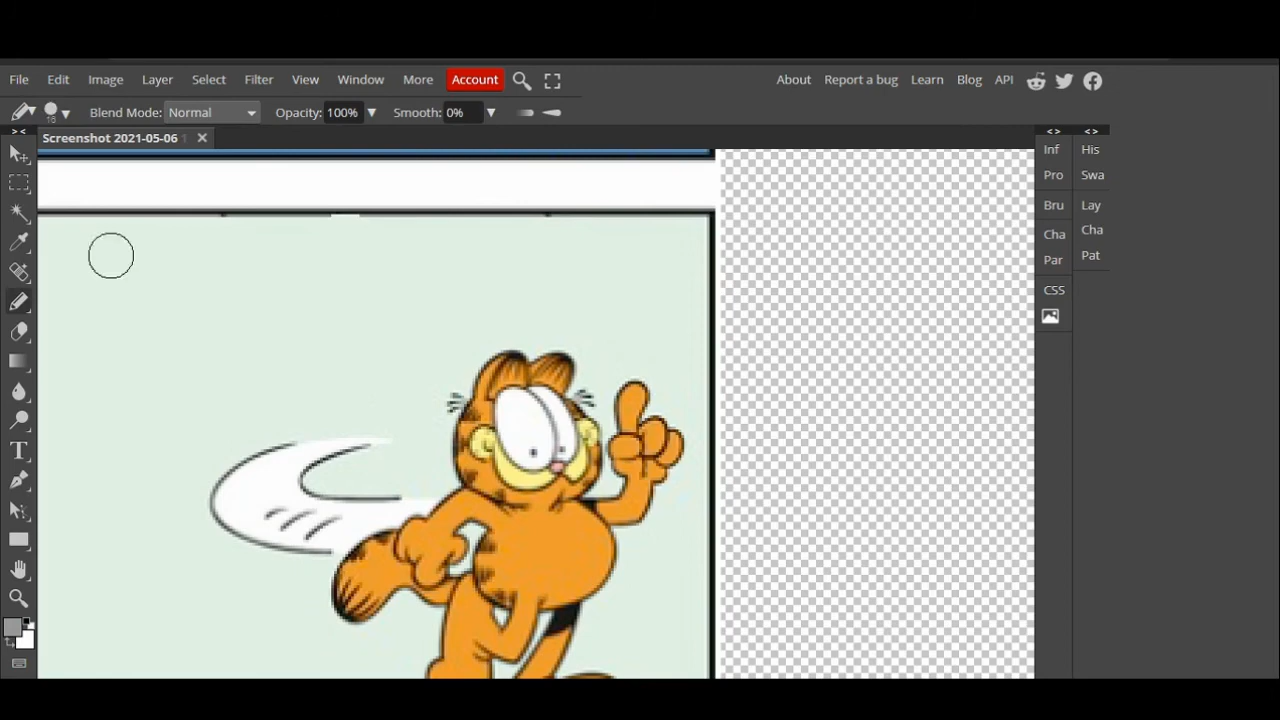 File Edit Image Layer Select Filter View Window More Account About Report a bug Learn Blog API
18 Blend Mode: Normal Opacity: 100% Smooth: 0%
> < Screenshot 2021-05-06 1 < > < >
Inf His
Pro Swa
Bru Lay
Cha Cha
Par Pat
CSS
T